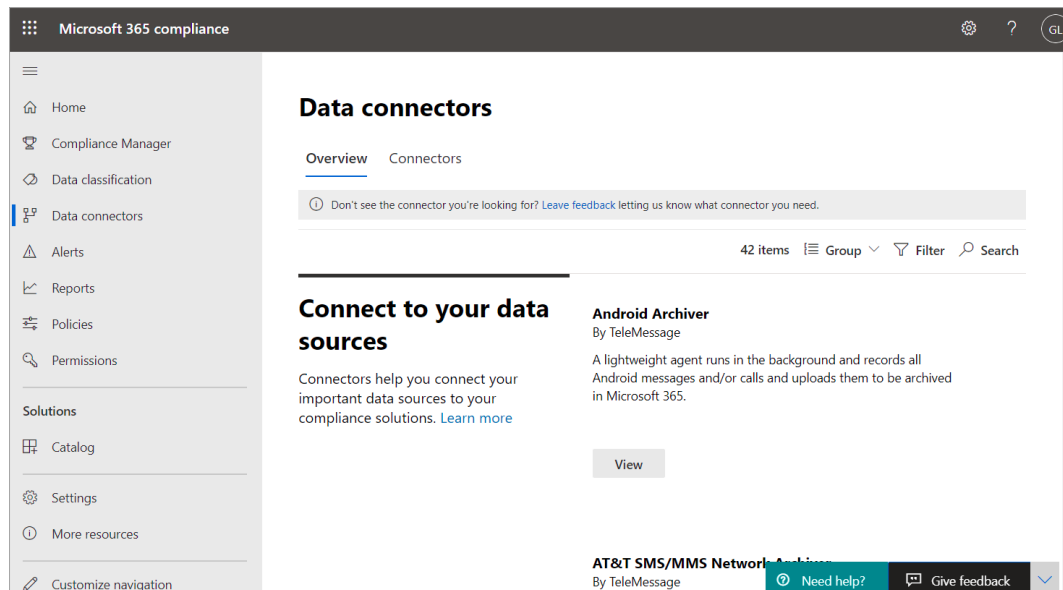 Microsoft 365 compliance
?
GL
Home
Compliance Manager
Data classification
Data connectors
Alerts
Reports
Policies
Permissions
Solutions
Catalog
Settings
More resources
Customize navigation
Data connectors
Overview Connectors
Don't see the connector you're looking for? Leave feedback letting us know what connector you need.
42 items Group Filter Search
Connect to your data
sources
Connectors help you connect your
important data sources to your
compliance solutions. Learn more
Android Archiver
By TeleMessage
A lightweight agent runs in the background and records all
Android messages and/or calls and uploads them to be archived
in Microsoft 365.
View
AT&T SMS/MMS Network Archiver
By TeleMessage
Need help?
Give feedback